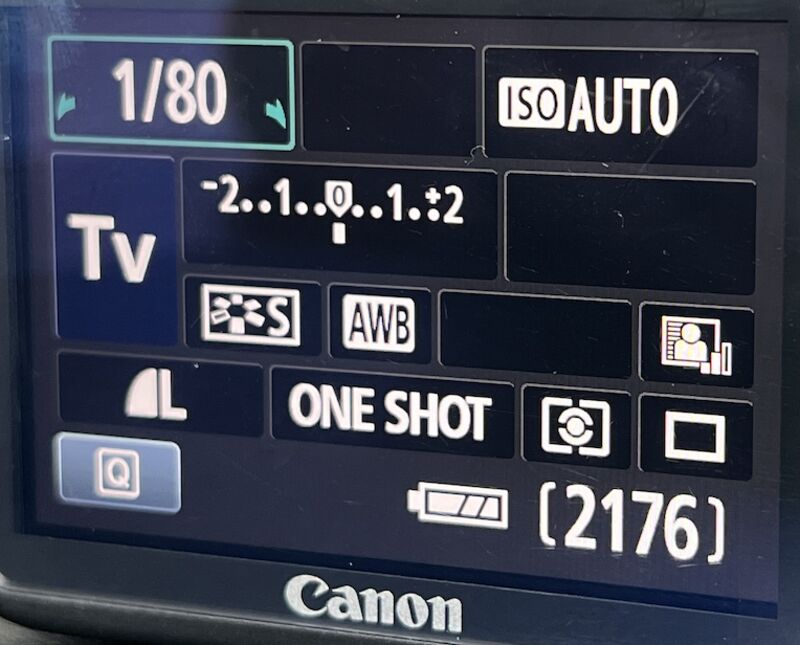 1/80
ISO AUTO
Tv
-2..1..0..1.+2
S
AWB
L
ONE SHOT
Q
[2176]
Canon